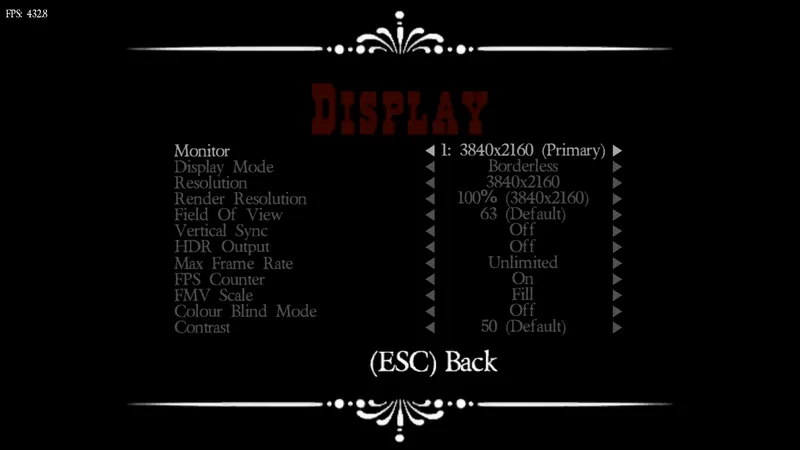 FPS: 432.8
Display
Monitor 1: 3840x2160 (Primary)
Display Mode Borderless
Resolution 3840x2160
Render Resolution 100% (3840x2160)
Field Of View 63 (Default)
Vertical Sync Off
HDR Output Off
Max Frame Rate Unlimited
FPS Counter On
FMV Scale Fill
Colour Blind Mode Off
Contrast 50 (Default)
(ESC) Back